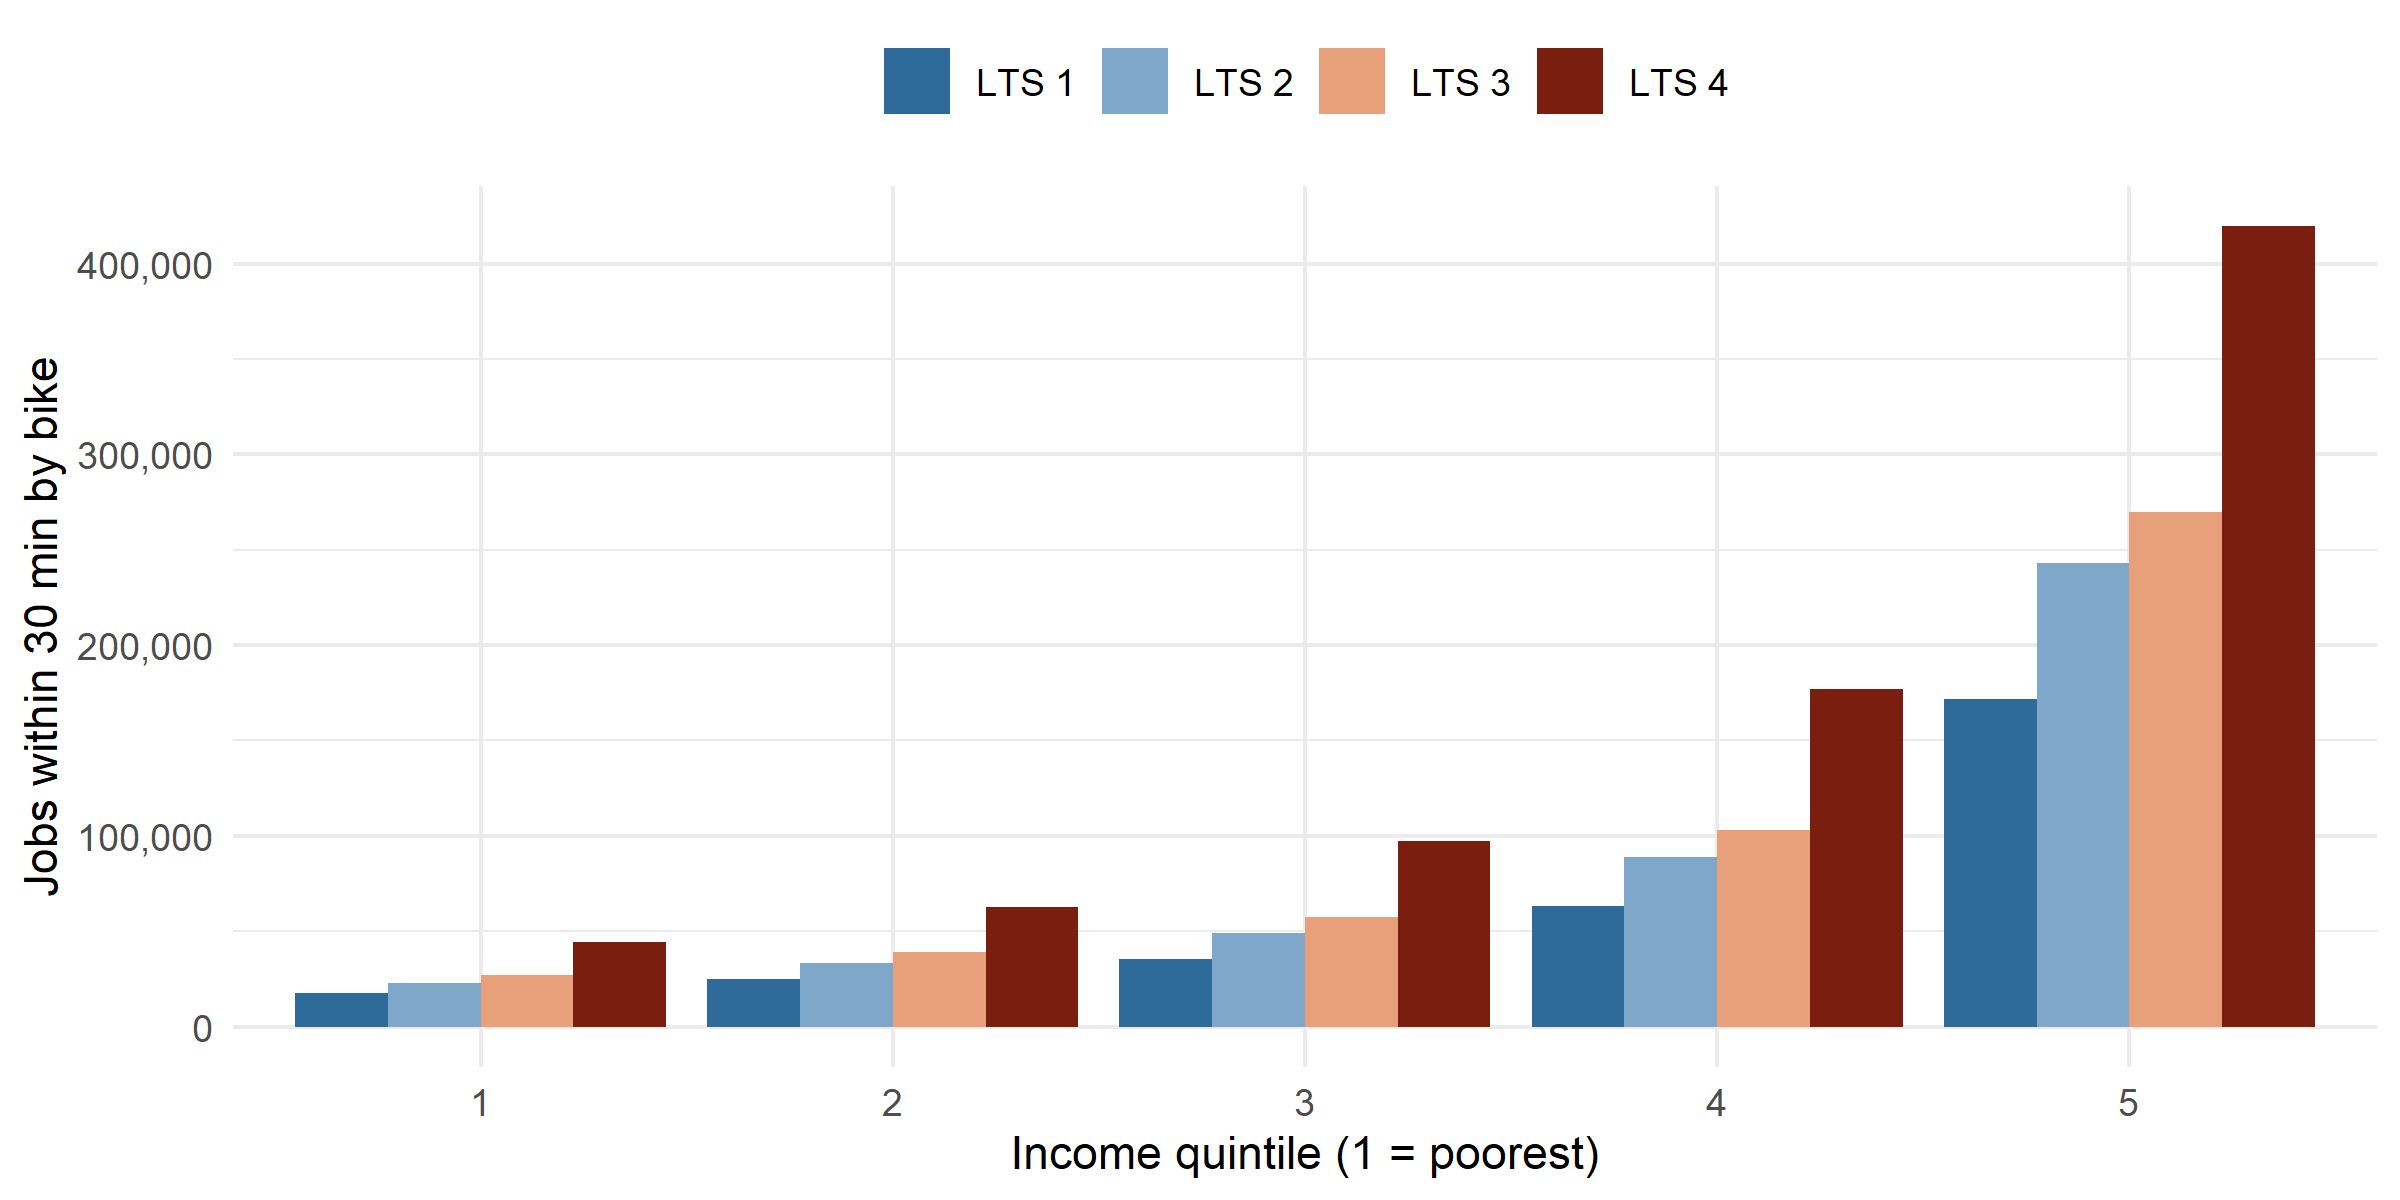 LTS 1 LTS 2 LTS 3 LTS 4
Jobs within 30 min by bike
400,000
300,000
200,000
100,000
0
1 2 3 4 5
Income quintile (1 = poorest)